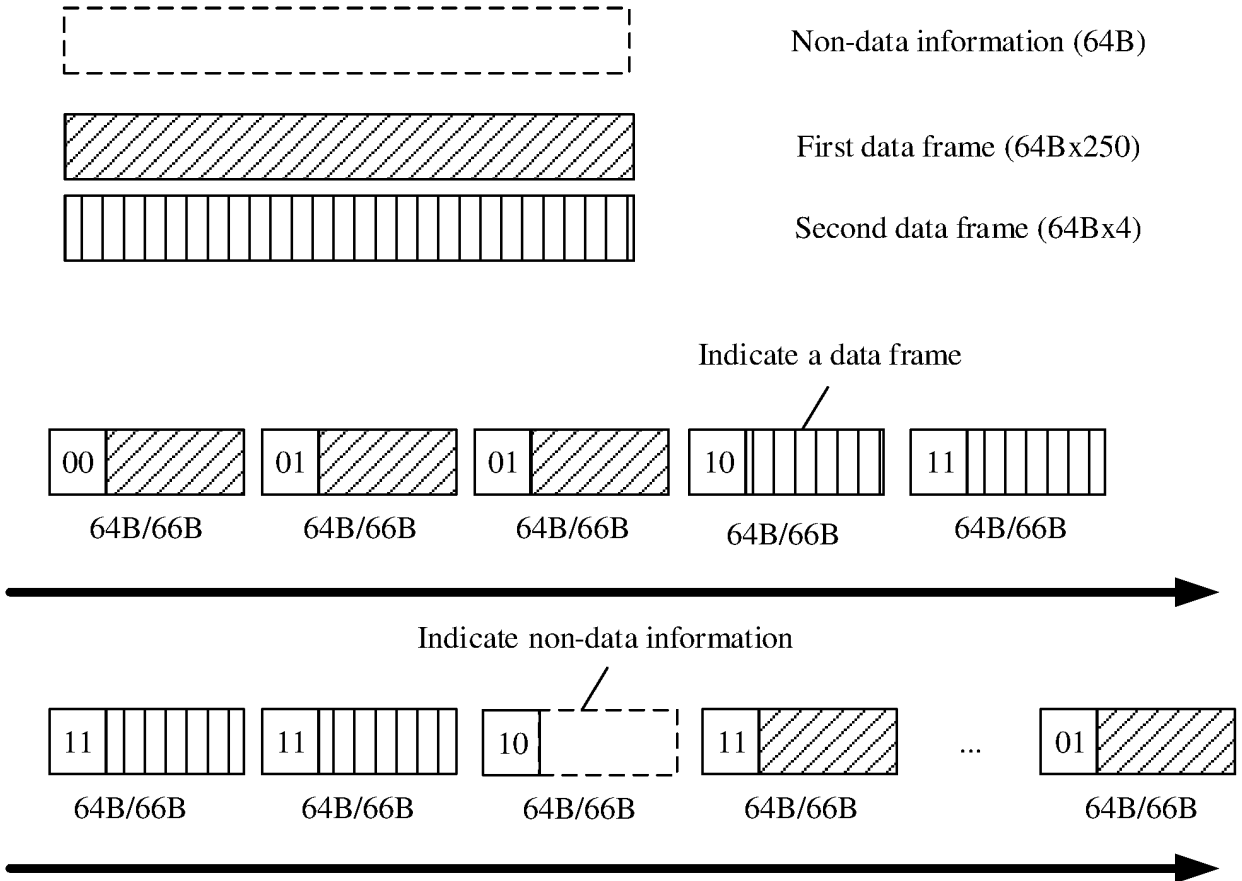 Non-data information (64B)
First data frame (64Bx250)
Second data frame (64Bx4)
Indicate a data frame
00 01 01 10 11
64B/66B 64B/66B 64B/66B 64B/66B 64B/66B
Indicate non-data information
11 11 10 11 ... 01
64B/66B 64B/66B 64B/66B 64B/66B 64B/66B